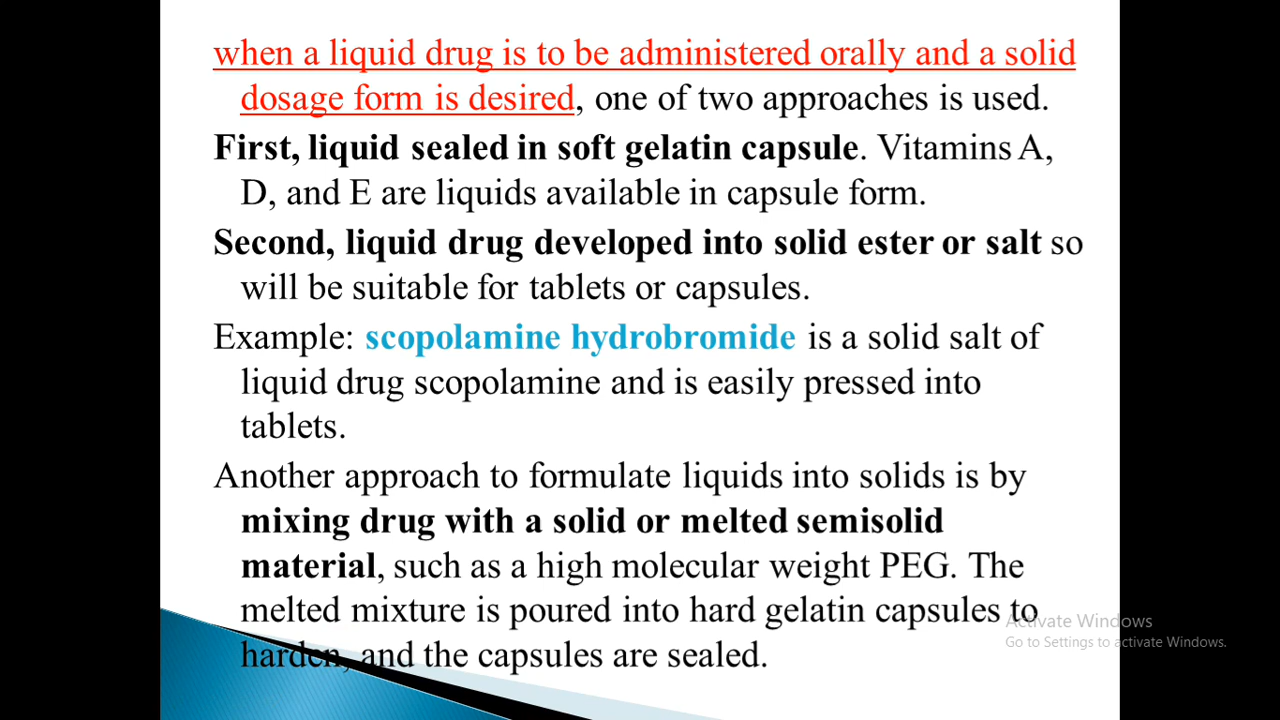 when a liquid drug is to be administered orally and a solid
dosage form is desired, one of two approaches is used.
First, liquid sealed in soft gelatin capsule. Vitamins A,
D, and E are liquids available in capsule form.
Second, liquid drug developed into solid ester or salt so
will be suitable for tablets or capsules.
Example: scopolamine hydrobromide is a solid salt of
liquid drug scopolamine and is easily pressed into
tablets.
Another approach to formulate liquids into solids is by
mixing drug with a solid or melted semisolid
material, such as a high molecular weight PEG. The
melted mixture is poured into hard gelatin capsules to
harden, and the capsules are sealed.
Activate Windows
Go to Settings to activate Windows.